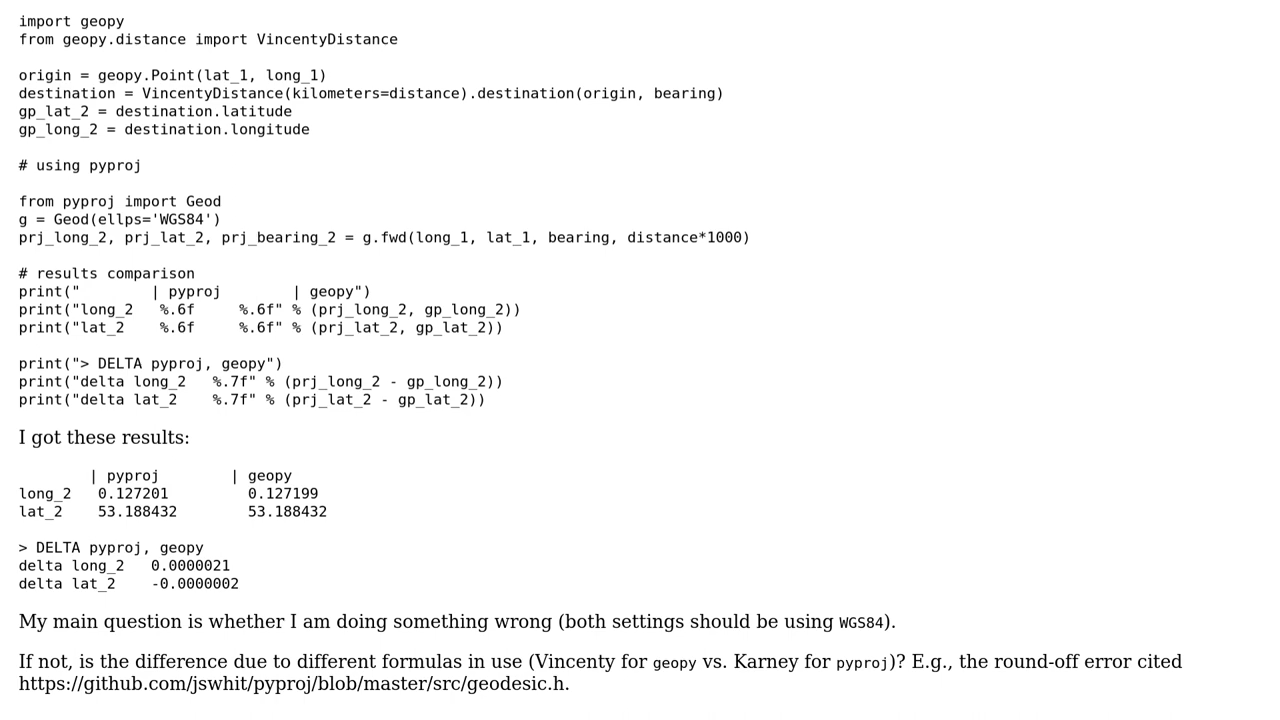 import geopy
from geopy.distance import VincentyDistance
origin = geopy.Point(lat_1, long_1)
destination = VincentyDistance(kilometers=distance).destination(origin, bearing)
gp_lat_2 = destination.latitude
gp_long_2 = destination.longitude
# using pyproj
from pyproj import Geod
g = Geod(ellps='WGS84')
prj_long_2, prj_lat_2, prj_bearing_2 = g.fwd(long_1, lat_1, bearing, distance*1000)
# results comparison
print("        | pyproj        | geopy")
print("long_2   %.6f     %.6f" % (prj_long_2, gp_long_2))
print("lat_2    %.6f     %.6f" % (prj_lat_2, gp_lat_2))
print("> DELTA pyproj, geopy")
print("delta long_2   %.7f" % (prj_long_2 - gp_long_2))
print("delta lat_2    %.7f" % (prj_lat_2 - gp_lat_2))
I got these results:
        | pyproj        | geopy
long_2   0.127201         0.127199
lat_2    53.188432        53.188432
> DELTA pyproj, geopy
delta long_2   0.0000021
delta lat_2    -0.0000002
My main question is whether I am doing something wrong (both settings should be using WGS84).
If not, is the difference due to different formulas in use (Vincenty for geopy vs. Karney for pyproj)? E.g., the round-off error cited
https://github.com/jswhit/pyproj/blob/master/src/geodesic.h.